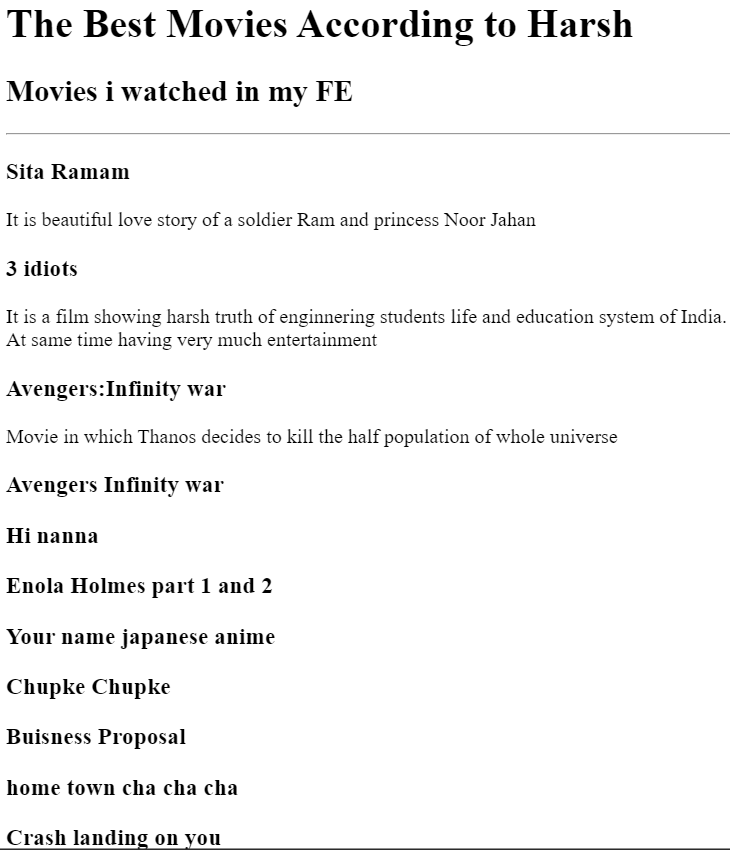 The Best Movies According to Harsh
Movies i watched in my FE
Sita Ramam
It is beautiful love story of a soldier Ram and princess Noor Jahan
3 idiots
It is a film showing harsh truth of enginnering students life and education system of India.
At same time having very much entertainment
Avengers:Infinity war
Movie in which Thanos decides to kill the half population of whole universe
Avengers Infinity war
Hi nanna
Enola Holmes part 1 and 2
Your name japanese anime
Chupke Chupke
Buisness Proposal
home town cha cha cha
Crash landing on you